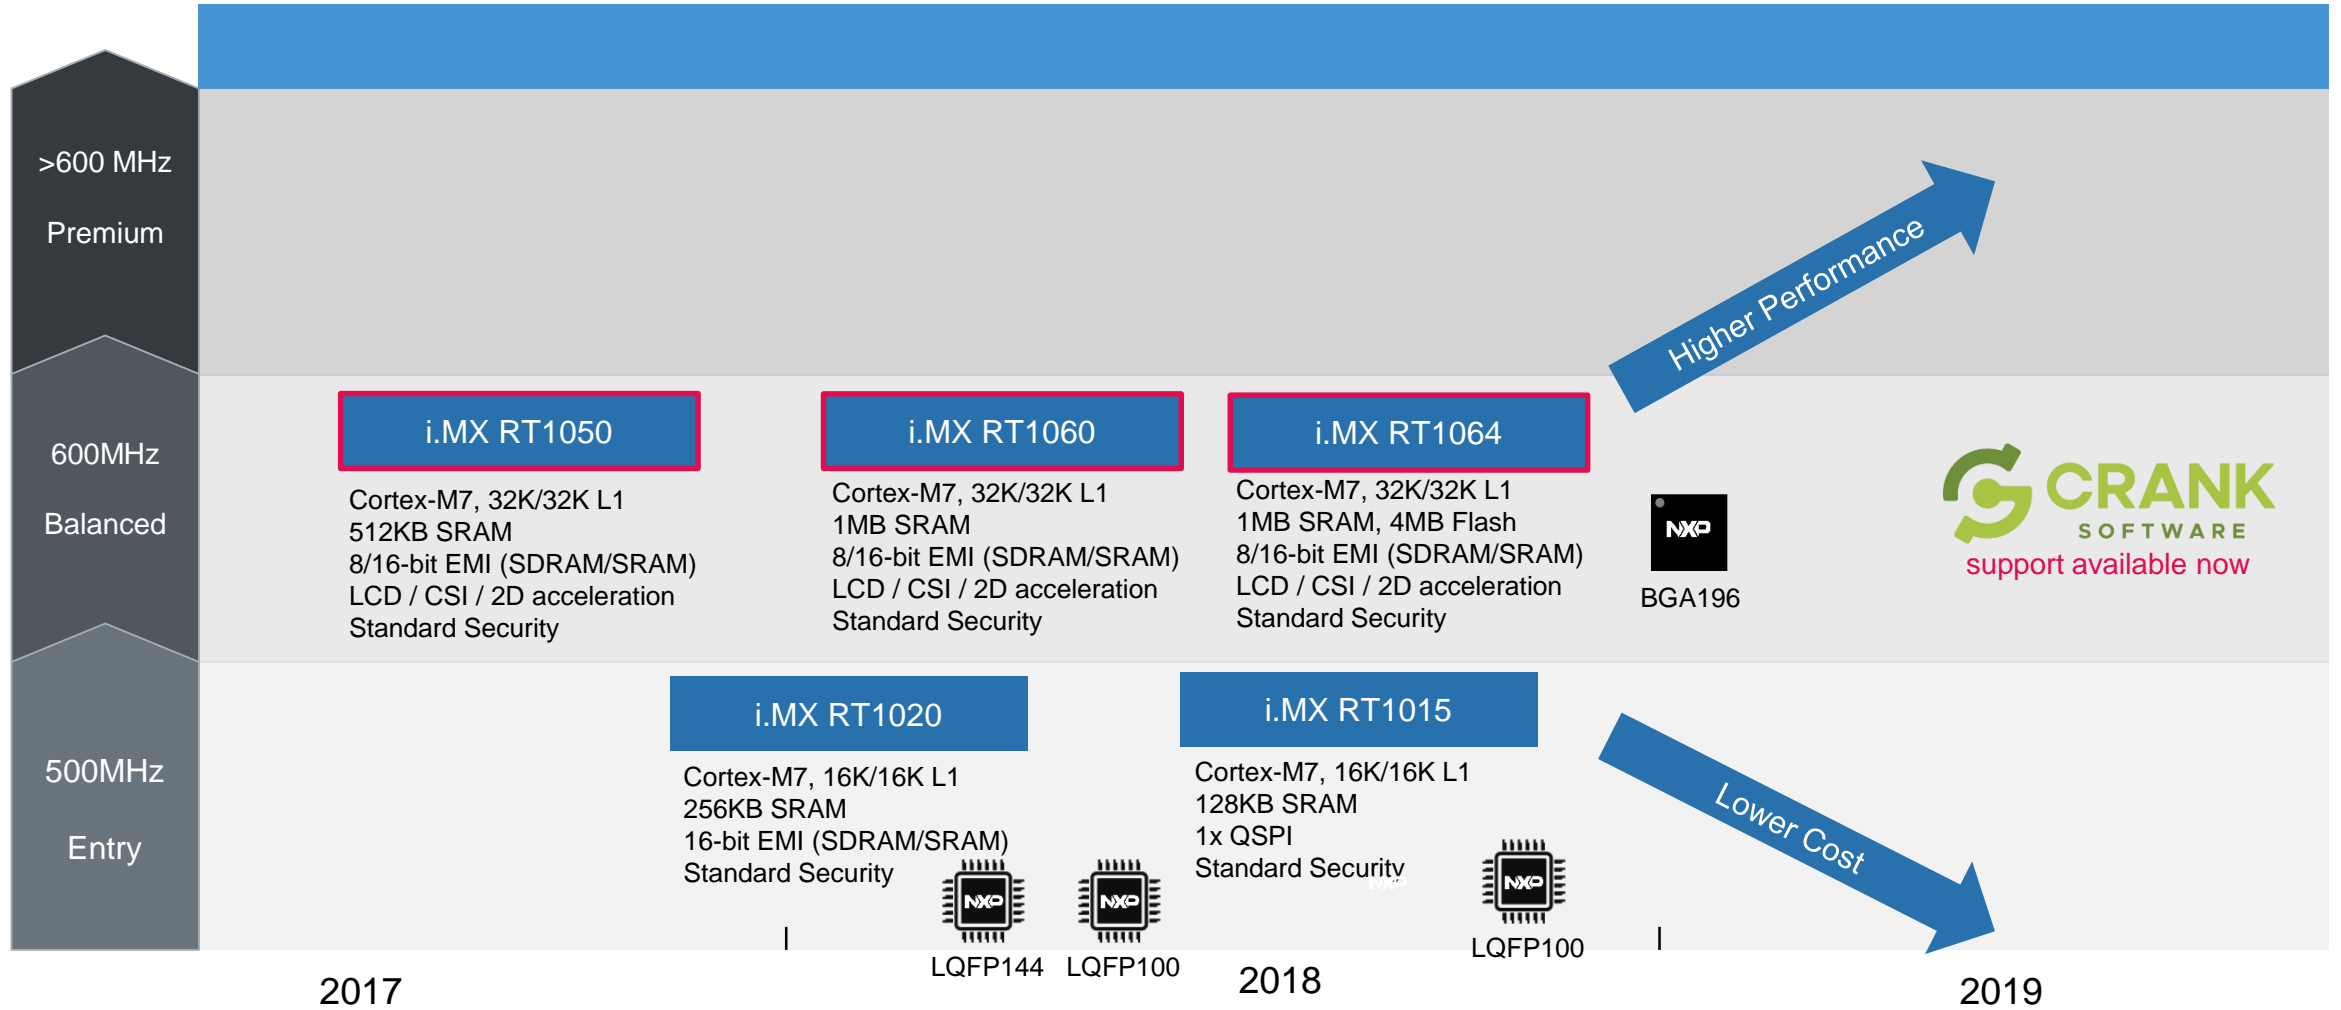 >600 MHz
Premium
Higher Performance
600MHz
Balanced
i.MX RT1050
Cortex-M7, 32K/32K L1
512KB SRAM
8/16-bit EMI (SDRAM/SRAM)
LCD / CSI / 2D acceleration
Standard Security
i.MX RT1060
Cortex-M7, 32K/32K L1
1MB SRAM
8/16-bit EMI (SDRAM/SRAM)
LCD / CSI / 2D acceleration
Standard Security
i.MX RT1064
Cortex-M7, 32K/32K L1
1MB SRAM, 4MB Flash
8/16-bit EMI (SDRAM/SRAM)
LCD / CSI / 2D acceleration
Standard Security
NXP
BGA196
CRANK
SOFTWARE
support available now
500MHz
Entry
i.MX RT1020
Cortex-M7, 16K/16K L1
256KB SRAM
16-bit EMI (SDRAM/SRAM)
Standard Security
NXP
LQFP144
NXP
LQFP100
i.MX RT1015
Cortex-M7, 16K/16K L1
128KB SRAM
1x QSPI
Standard Security
NXP
NXP
LQFP100
Lower Cost
2017
2018
2019